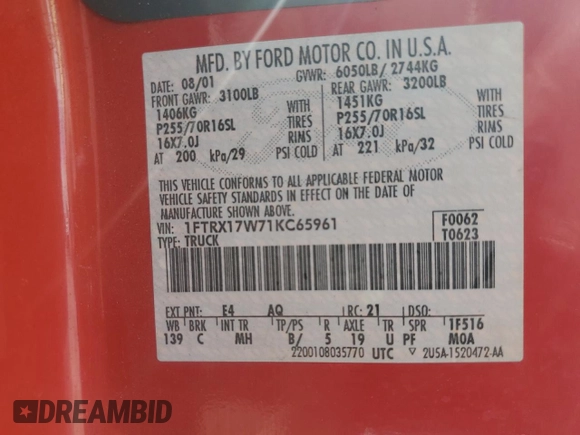 MFD. BY FORD MOTOR CO. IN U.S.A.
DATE 08/01 GVWR: 6050LB/ 2744KG
FRONT GAWR: 3100LB REAR GAWR: 3200LB
1406KG WITH 1451KG WITH
P255/70R16SL TIRES P255/70R16SL TIRES
16X7.0J RIMS 16X7.0J RIMS
AT 200 kPa/29 PSI COLD AT 221 kPa/32 PSI COLD
THIS VEHICLE CONFORMS TO ALL APPLICABLE FEDERAL MOTOR
VEHICLE SAFETY STANDARDS IN EFFECT ON THE DATE OF
MANUFACTURE SHOWN ABOVE.
VIN: 1FTRX17W71KC65961 F0062
TYPE: TRUCK T0623
EXT PNT: E4 AQ RC: 21 DSO:
WB BRK INT TR TP/PS R AXLE TR SPR 1F516
139 C MH B/ 5 19 U PF MOA
2200108035770 UTC 2U5A-1520472-AA
DREAMBID